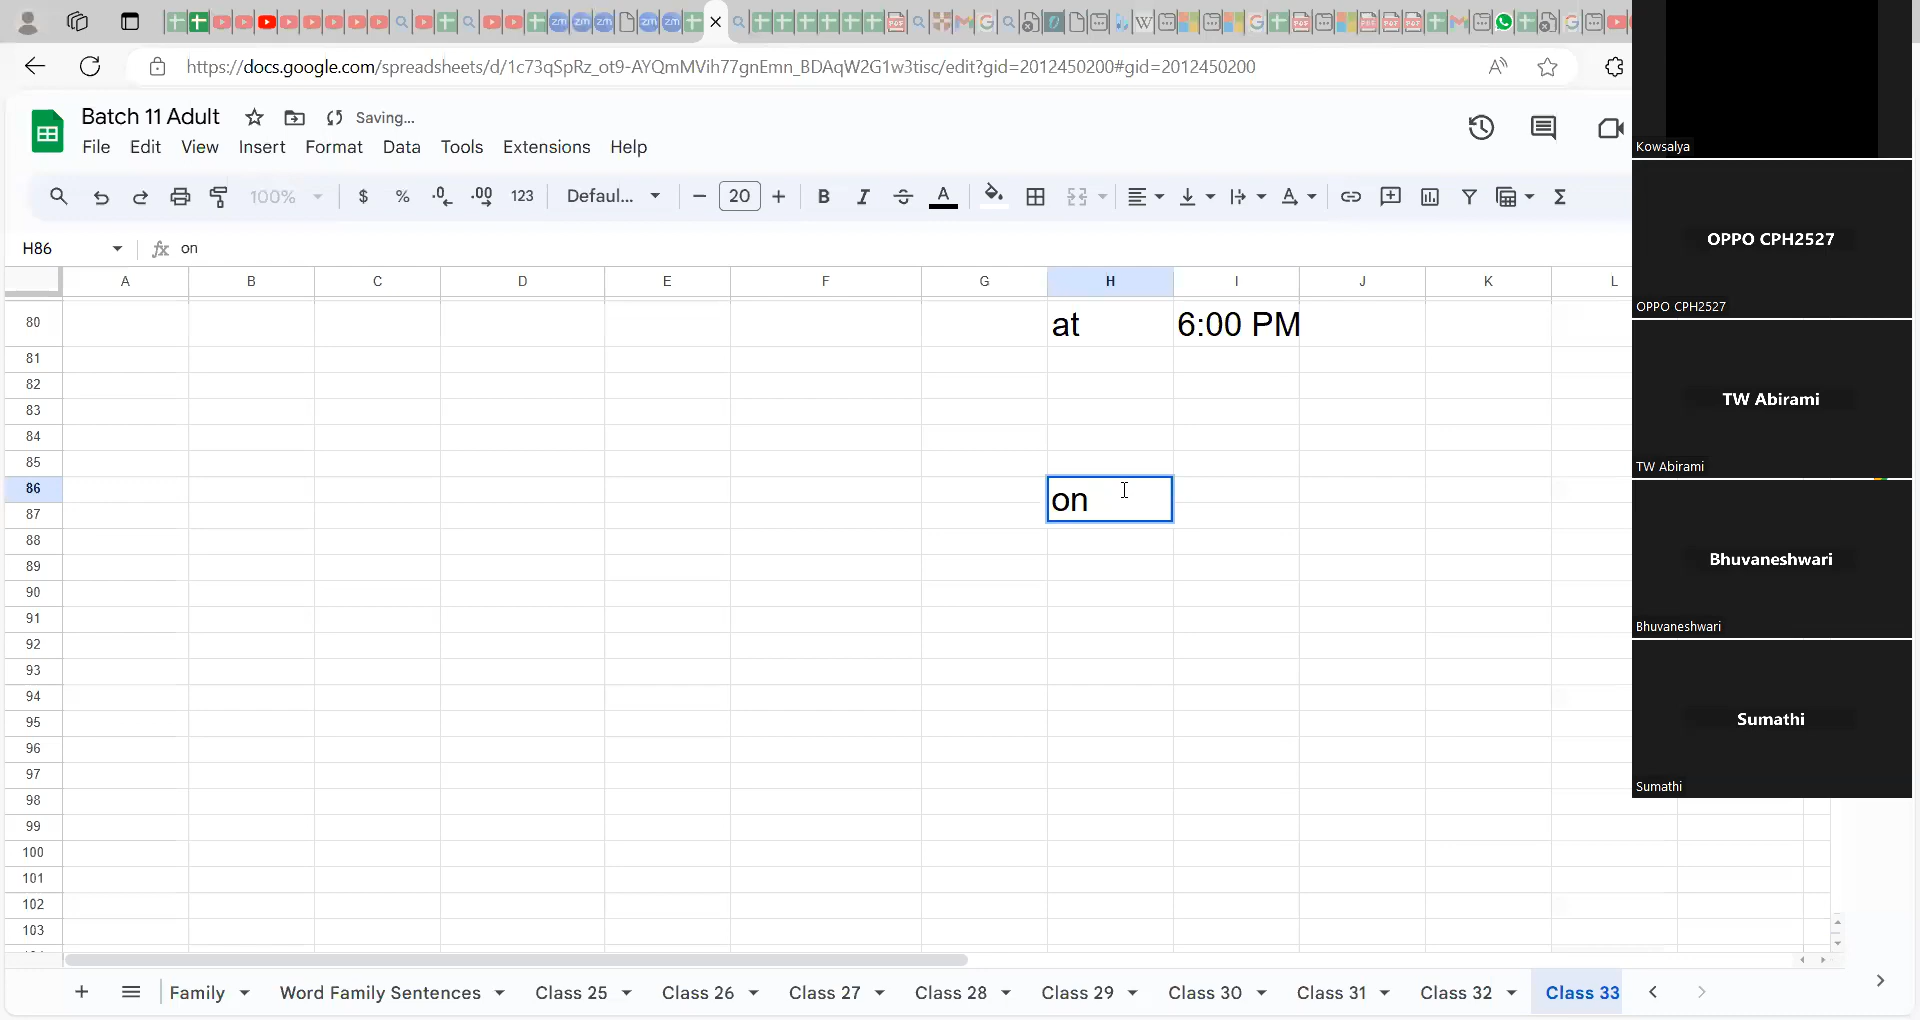 https://docs.google.com/spreadsheets/d/1c73qSpRz_ot9-AYQmMVih77gnEmn_BDAqW2G1w3tisc/edit?gid=2012450200#gid=2012450200
Batch 11 Adult Saving...
File Edit View Insert Format Data Tools Extensions Help
100% $ % .0 .00 123 Defaul... 20
H86 fx on
A B C D E F G H I J K L
80 at 6:00 PM
81
82
83
84
85
86 on
87
88
89
90
91
92
93
94
95
96
97
98
99
100
101
102
103
Family Word Family Sentences Class 25 Class 26 Class 27 Class 28 Class 29 Class 30 Class 31 Class 32 Class 33
Kowsalya
OPPO CPH2527
OPPO CPH2527
TW Abirami
TW Abirami
Bhuvaneshwari
Bhuvaneshwari
Sumathi
Sumathi